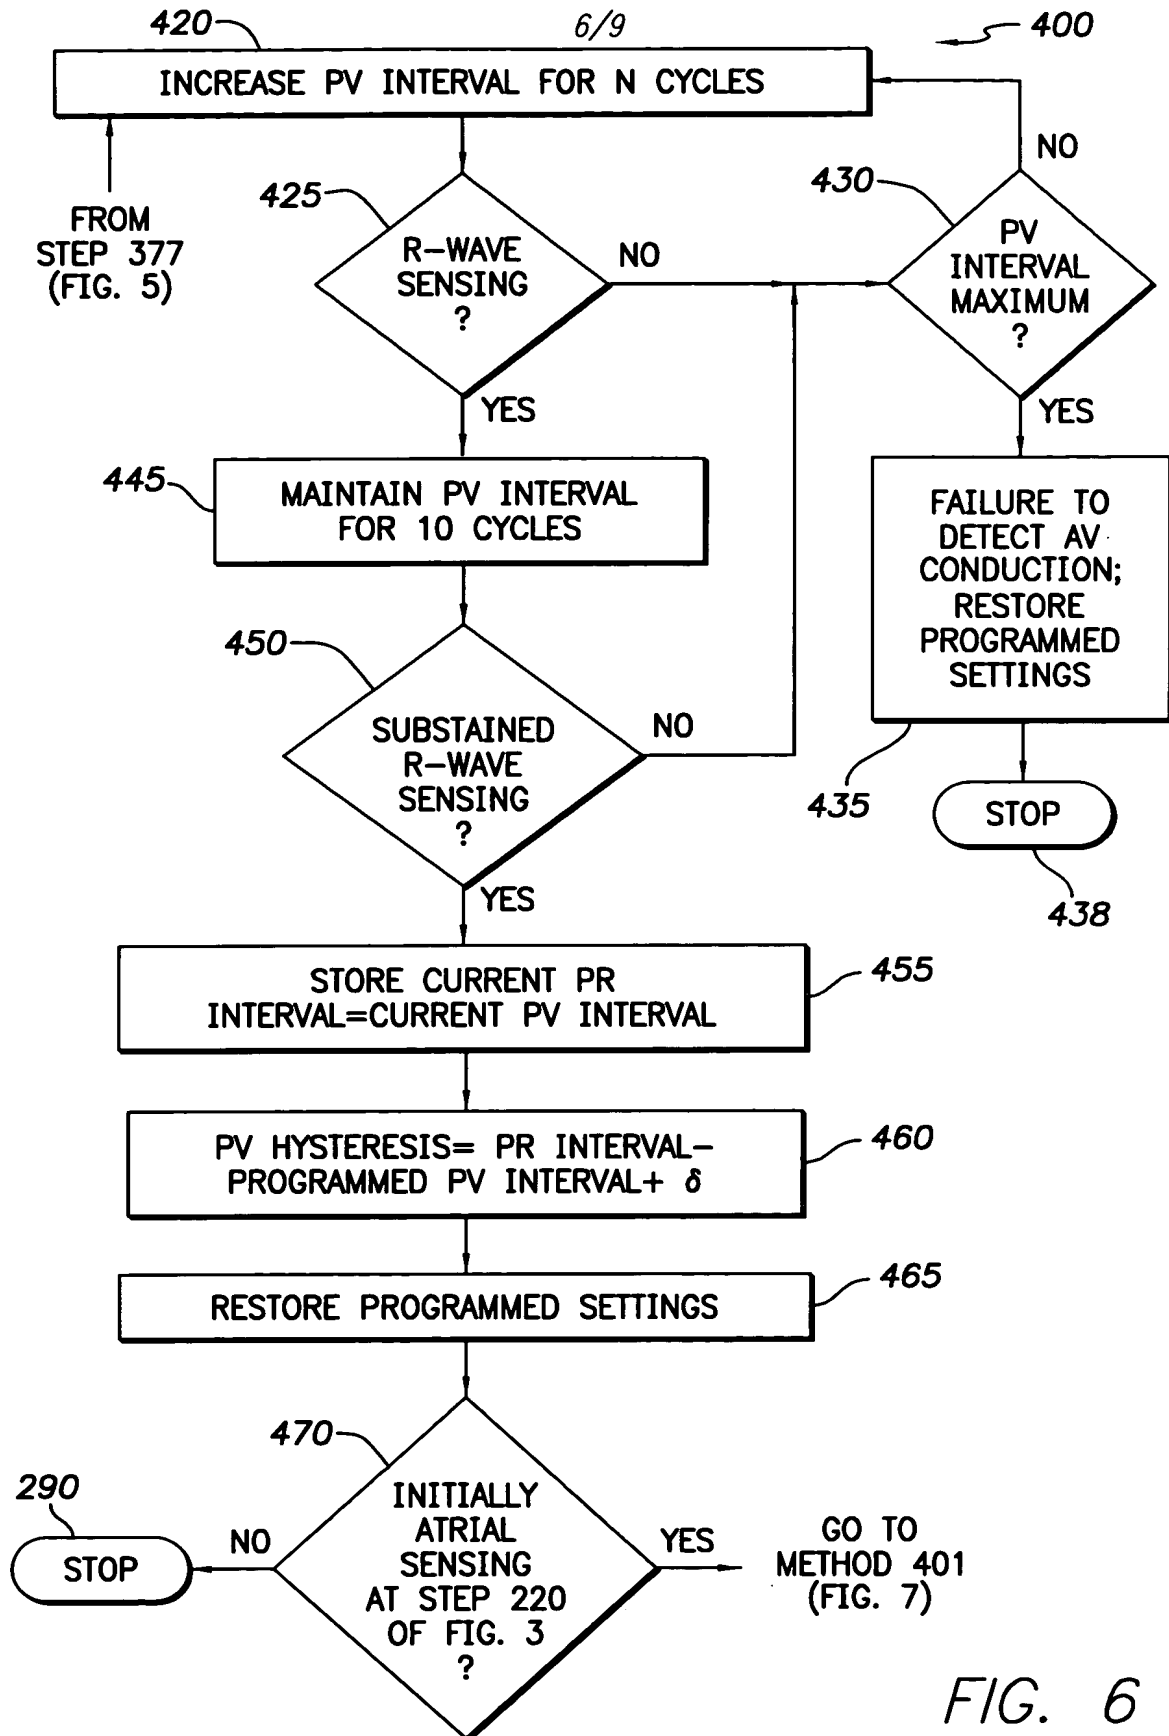 420
6/9
400
INCREASE PV INTERVAL FOR N CYCLES
NO
FROM
STEP 377
(FIG. 5)
425
R-WAVE
SENSING
?
NO
430
PV
INTERVAL
MAXIMUM
?
YES
YES
445
MAINTAIN PV INTERVAL
FOR 10 CYCLES
FAILURE TO
DETECT AV
CONDUCTION;
RESTORE
PROGRAMMED
SETTINGS
450
SUBSTAINED
R-WAVE
SENSING
?
NO
435
STOP
438
YES
STORE CURRENT PR
INTERVAL=CURRENT PV INTERVAL
455
PV HYSTERESIS= PR INTERVAL-
PROGRAMMED PV INTERVAL+ δ
460
RESTORE PROGRAMMED SETTINGS
465
470
INITIALLY
ATRIAL
SENSING
AT STEP 220
OF FIG. 3
?
290
STOP
NO
YES
GO TO
METHOD 401
(FIG. 7)
FIG. 6